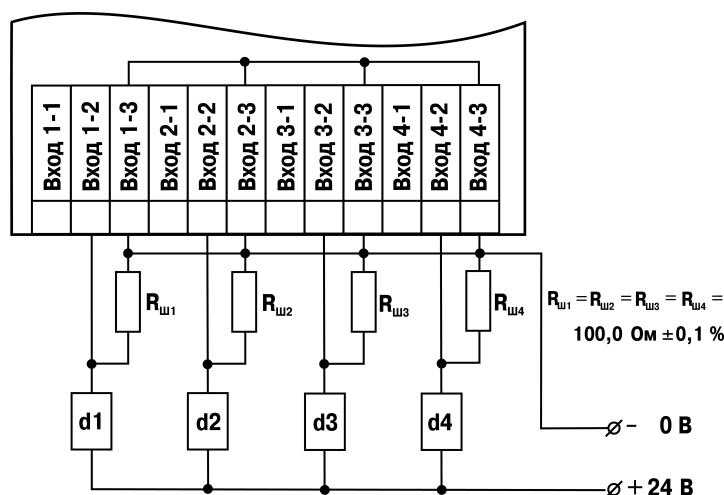 Вход 1-1
Вход 1-2
Вход 1-3
Вход 2-1
Вход 2-2
Вход 2-3
Вход 3-1
Вход 3-2
Вход 3-3
Вход 4-1
Вход 4-2
Вход 4-3
Rш1
Rш2
Rш3
Rш4
Rш1 = Rш2 = Rш3 = Rш4 =
100,0 Ом ±0,1 %
d1
d2
d3
d4
- 0 В
+ 24 В